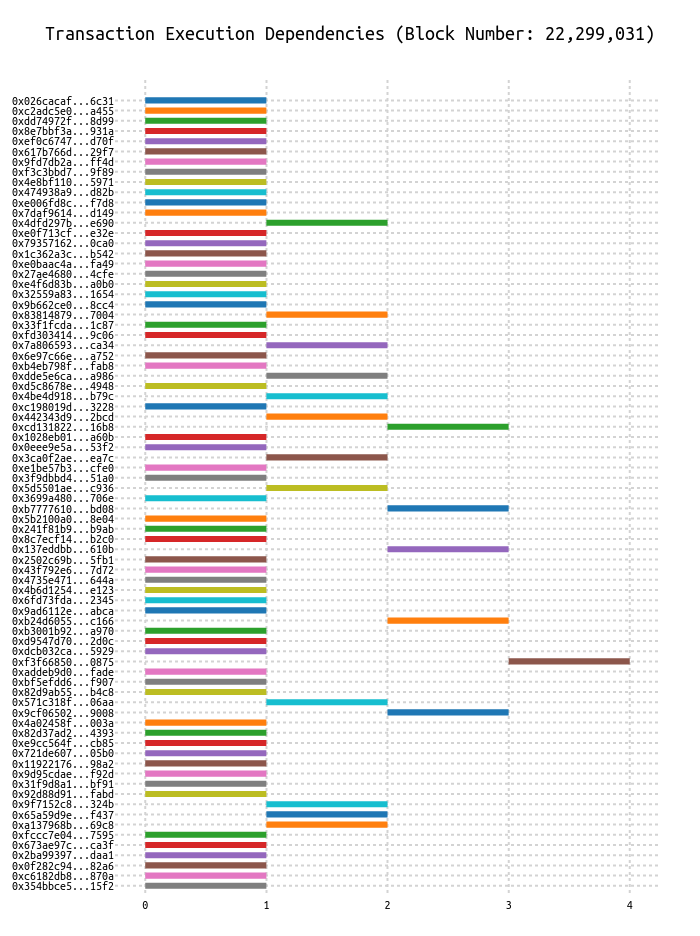 Transaction Execution Dependencies (Block Number: 22,299,031)
0x026cacaf...6c31
0xc2adc5e0...a455
0xdd74972f...8d99
0x8e7bbf3a...931a
0xef0c6747...d70f
0x617b766d...29f7
0x9fd7db2a...ff4d
0xf3c3bbd7...9f89
0x4e8bf110...5971
0x474938a9...d82b
0xe006fd8c...f7d8
0x7daf9614...d149
0x4dfd297b...e690
0xe0f713cf...e32e
0x79357162...0ca0
0x1c362a3c...b542
0xe0baac4a...fa49
0x27ae4680...4cfe
0xe4f6d83b...a0b0
0x32559a83...1654
0x9b662ce0...8cc4
0x83814879...7004
0x33f1fcda...1c87
0xfd303414...9c06
0x7a806593...ca34
0x6e97c66e...a752
0xb4eb798f...fab8
0xdde5e6ca...a986
0xd5c8678e...4948
0x4be4d918...b79c
0xc198019d...3228
0x442343d9...2bcd
0xcd131822...16b8
0x1028eb01...a60b
0x0eee9e5a...53f2
0x3ca0f2ae...ea7c
0xe1be57b3...cfe0
0x3f9dbbd4...51a0
0x5d5501ae...c936
0x3699a480...706e
0xb7777610...bd08
0x5b2100a0...8e04
0x241f81b9...b9ab
0x8c7ecf14...b2c0
0x137eddbb...610b
0x2502c69b...5fb1
0x43f792e6...7d72
0x4735e471...644a
0x4b6d1254...e123
0x6fd73fda...2345
0x9ad6112e...abca
0xb24d6055...c166
0xb3001b92...a970
0xd9547d70...2d0c
0xdcb032ca...5929
0xf3f66850...0875
0xaddeb9d0...fade
0xbf5efdd6...f907
0x82d9ab55...b4c8
0x571c318f...06aa
0x9cf06502...9008
0x4a02458f...003a
0x82d37ad2...4393
0xe9cc564f...cb85
0x721de607...05b0
0x11922176...98a2
0x9d95cdae...f92d
0x31f9d8a1...bf91
0x92d88d91...fabd
0x9f7152c8...324b
0x65a59d9e...f437
0xa137968b...69c8
0xfccc7e04...7595
0x673ae97c...ca3f
0x2ba99397...daa1
0x0f282c94...82a6
0xc6182db8...870a
0x354bbce5...15f2
0 1 2 3 4